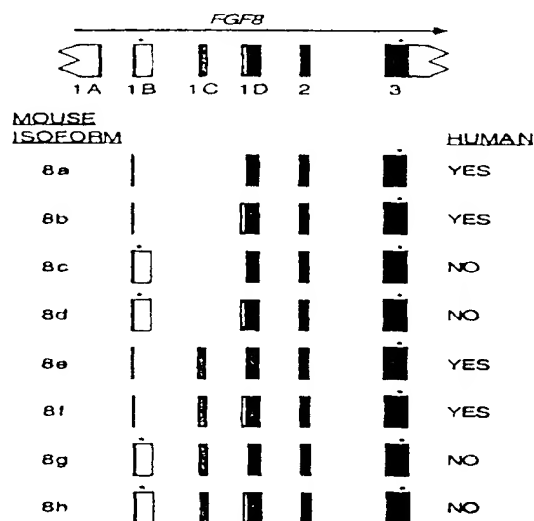 FGF8
1A 1B 1C 1D 2 3
MOUSE
ISOFORM HUMAN
8a YES
8b YES
8c NO
8d NO
8e YES
8f YES
8g NO
8h NO